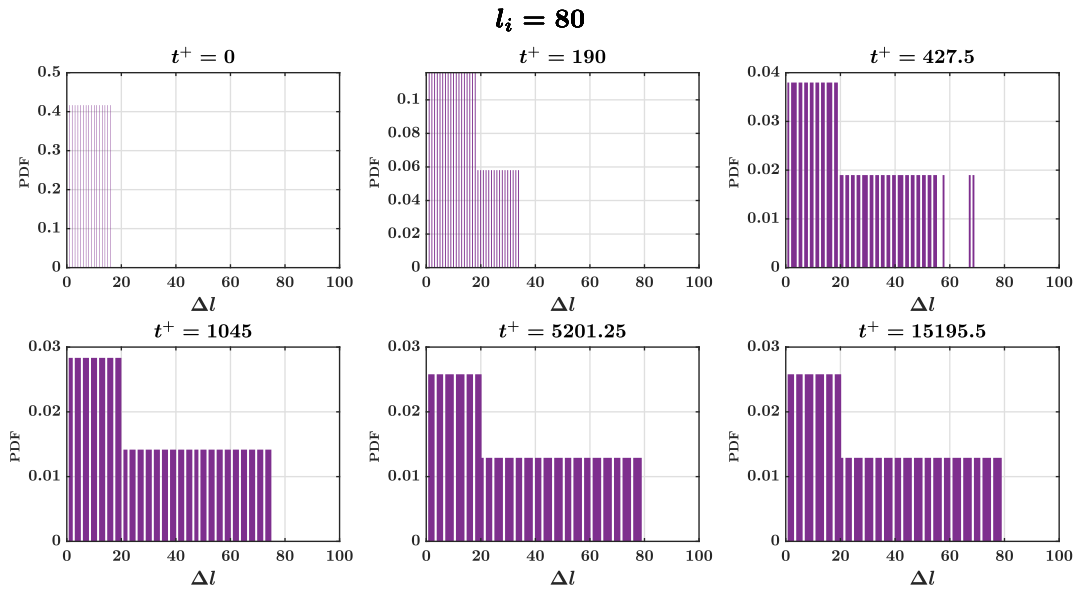 l_i = 80
t^+ = 0
t^+ = 190
t^+ = 427.5
PDF
0.5
0.4
0.3
0.2
0.1
0
0 20 40 60 80 100
Δl
PDF
0.1
0.08
0.06
0.04
0.02
0
0 20 40 60 80 100
Δl
PDF
0.04
0.03
0.02
0.01
0
0 20 40 60 80 100
Δl
t^+ = 1045
t^+ = 5201.25
t^+ = 15195.5
PDF
0.03
0.02
0.01
0
0 20 40 60 80 100
Δl
PDF
0.03
0.02
0.01
0
0 20 40 60 80 100
Δl
PDF
0.03
0.02
0.01
0
0 20 40 60 80 100
Δl